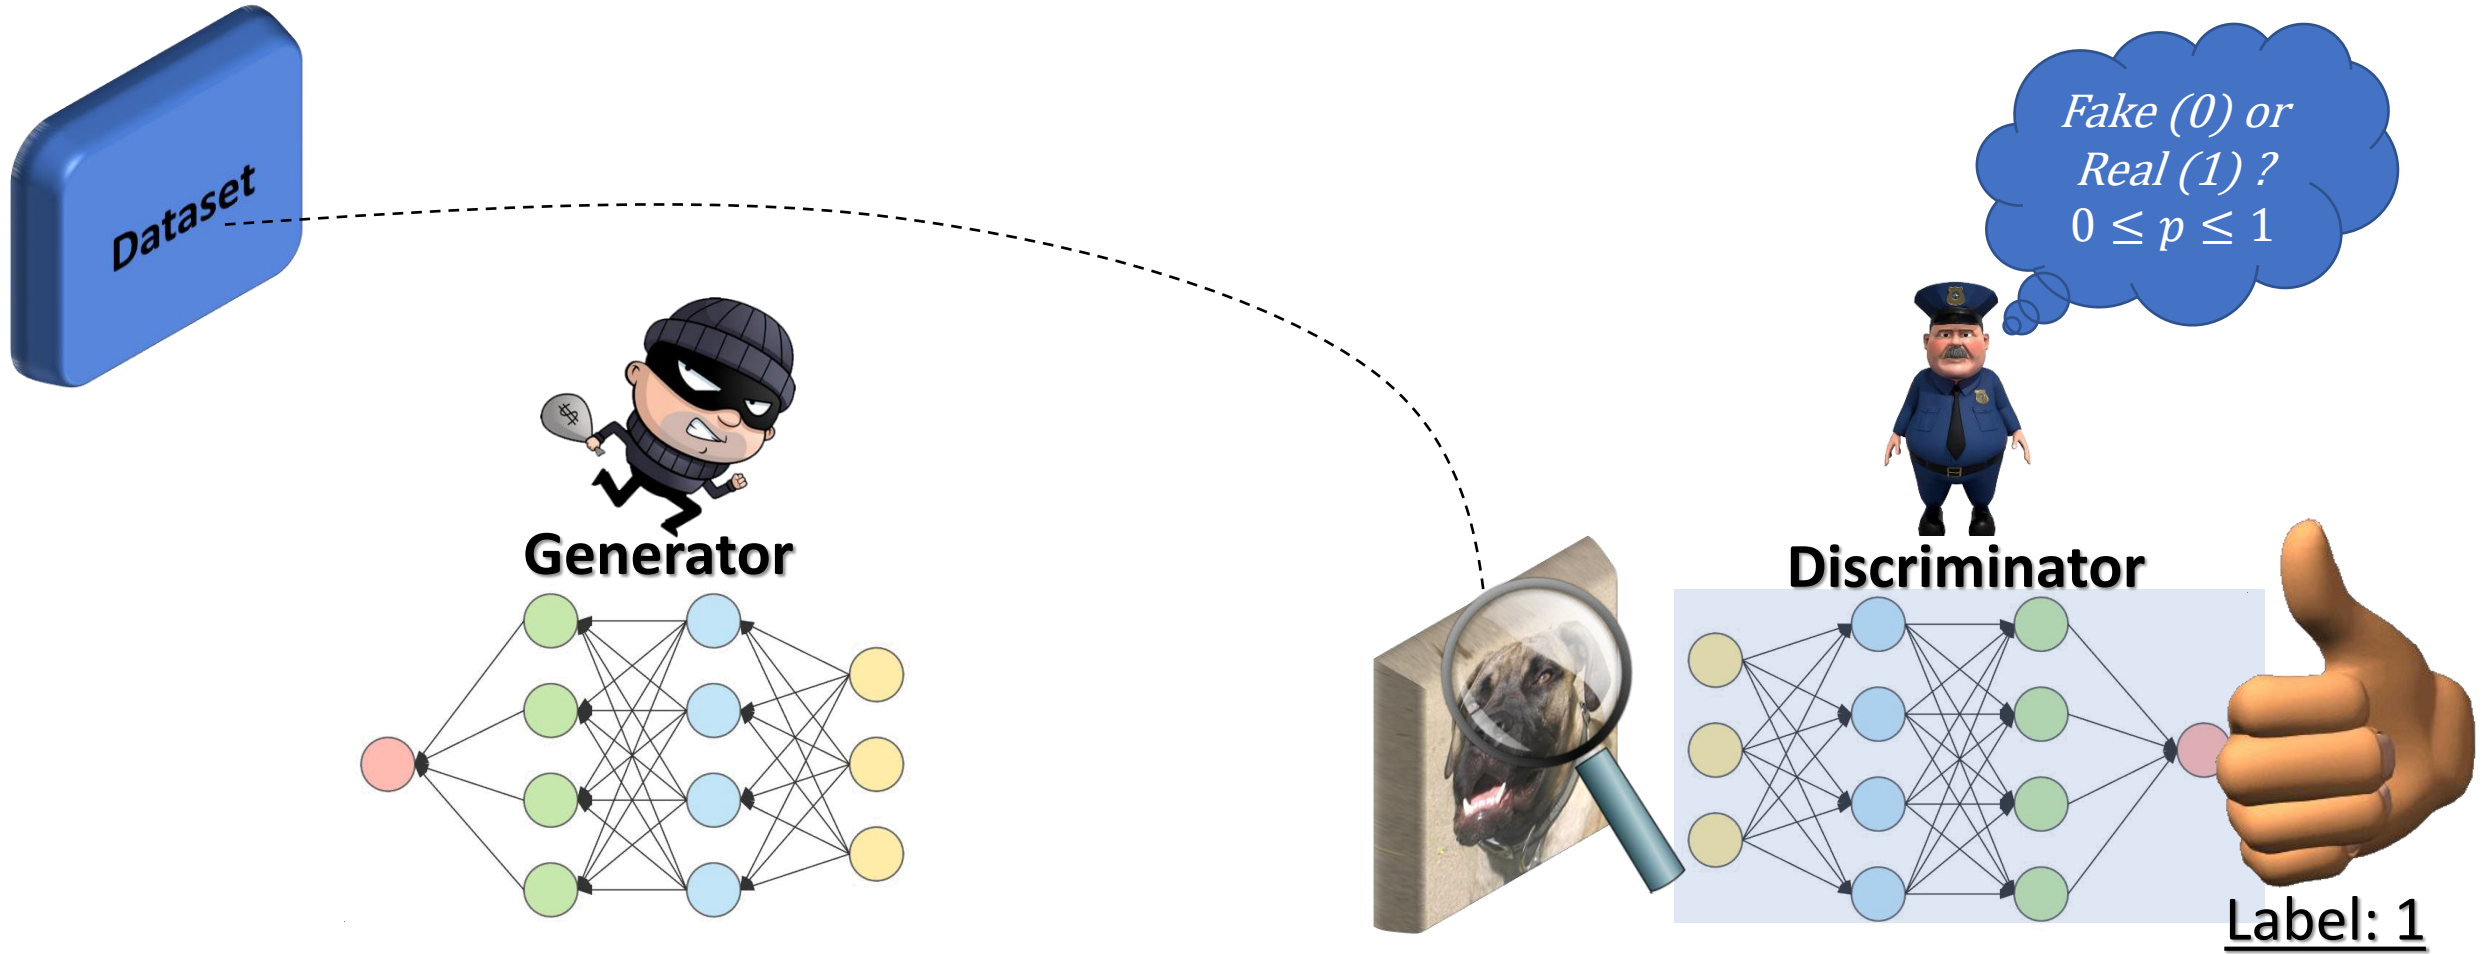 Dataset
Fake (0) or
Real (1) ?
0 ≤ p ≤ 1
$
Generator
Discriminator
Label: 1